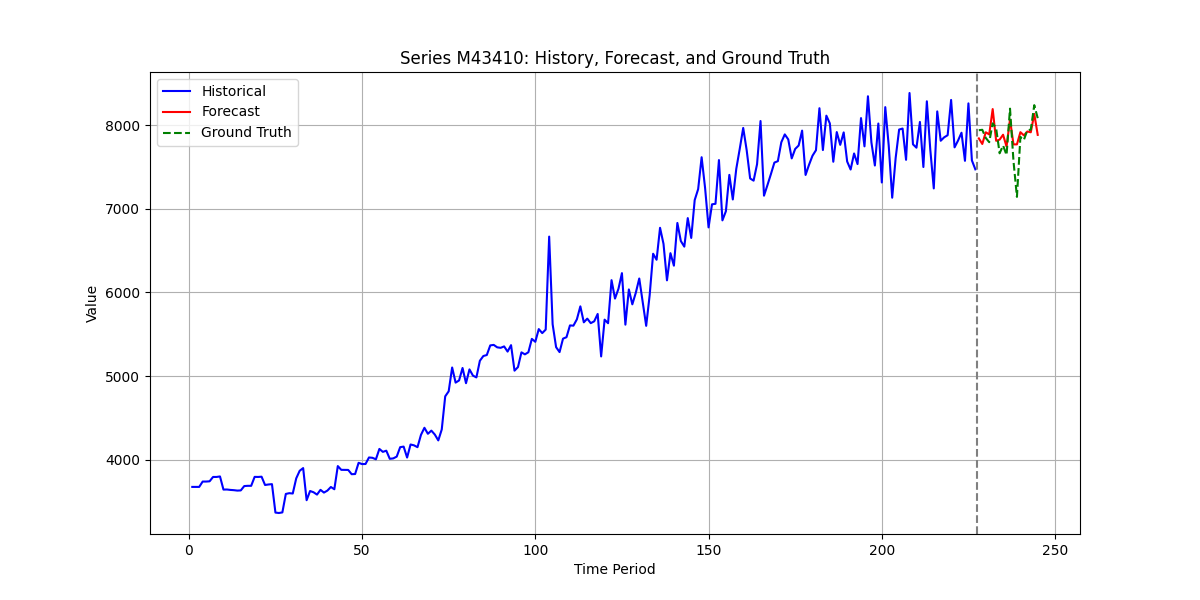 Series M43410: History, Forecast, and Ground Truth
Historical
Forecast
Ground Truth
8000
7000
6000
5000
4000
Value
0 50 100 150 200 250
Time Period